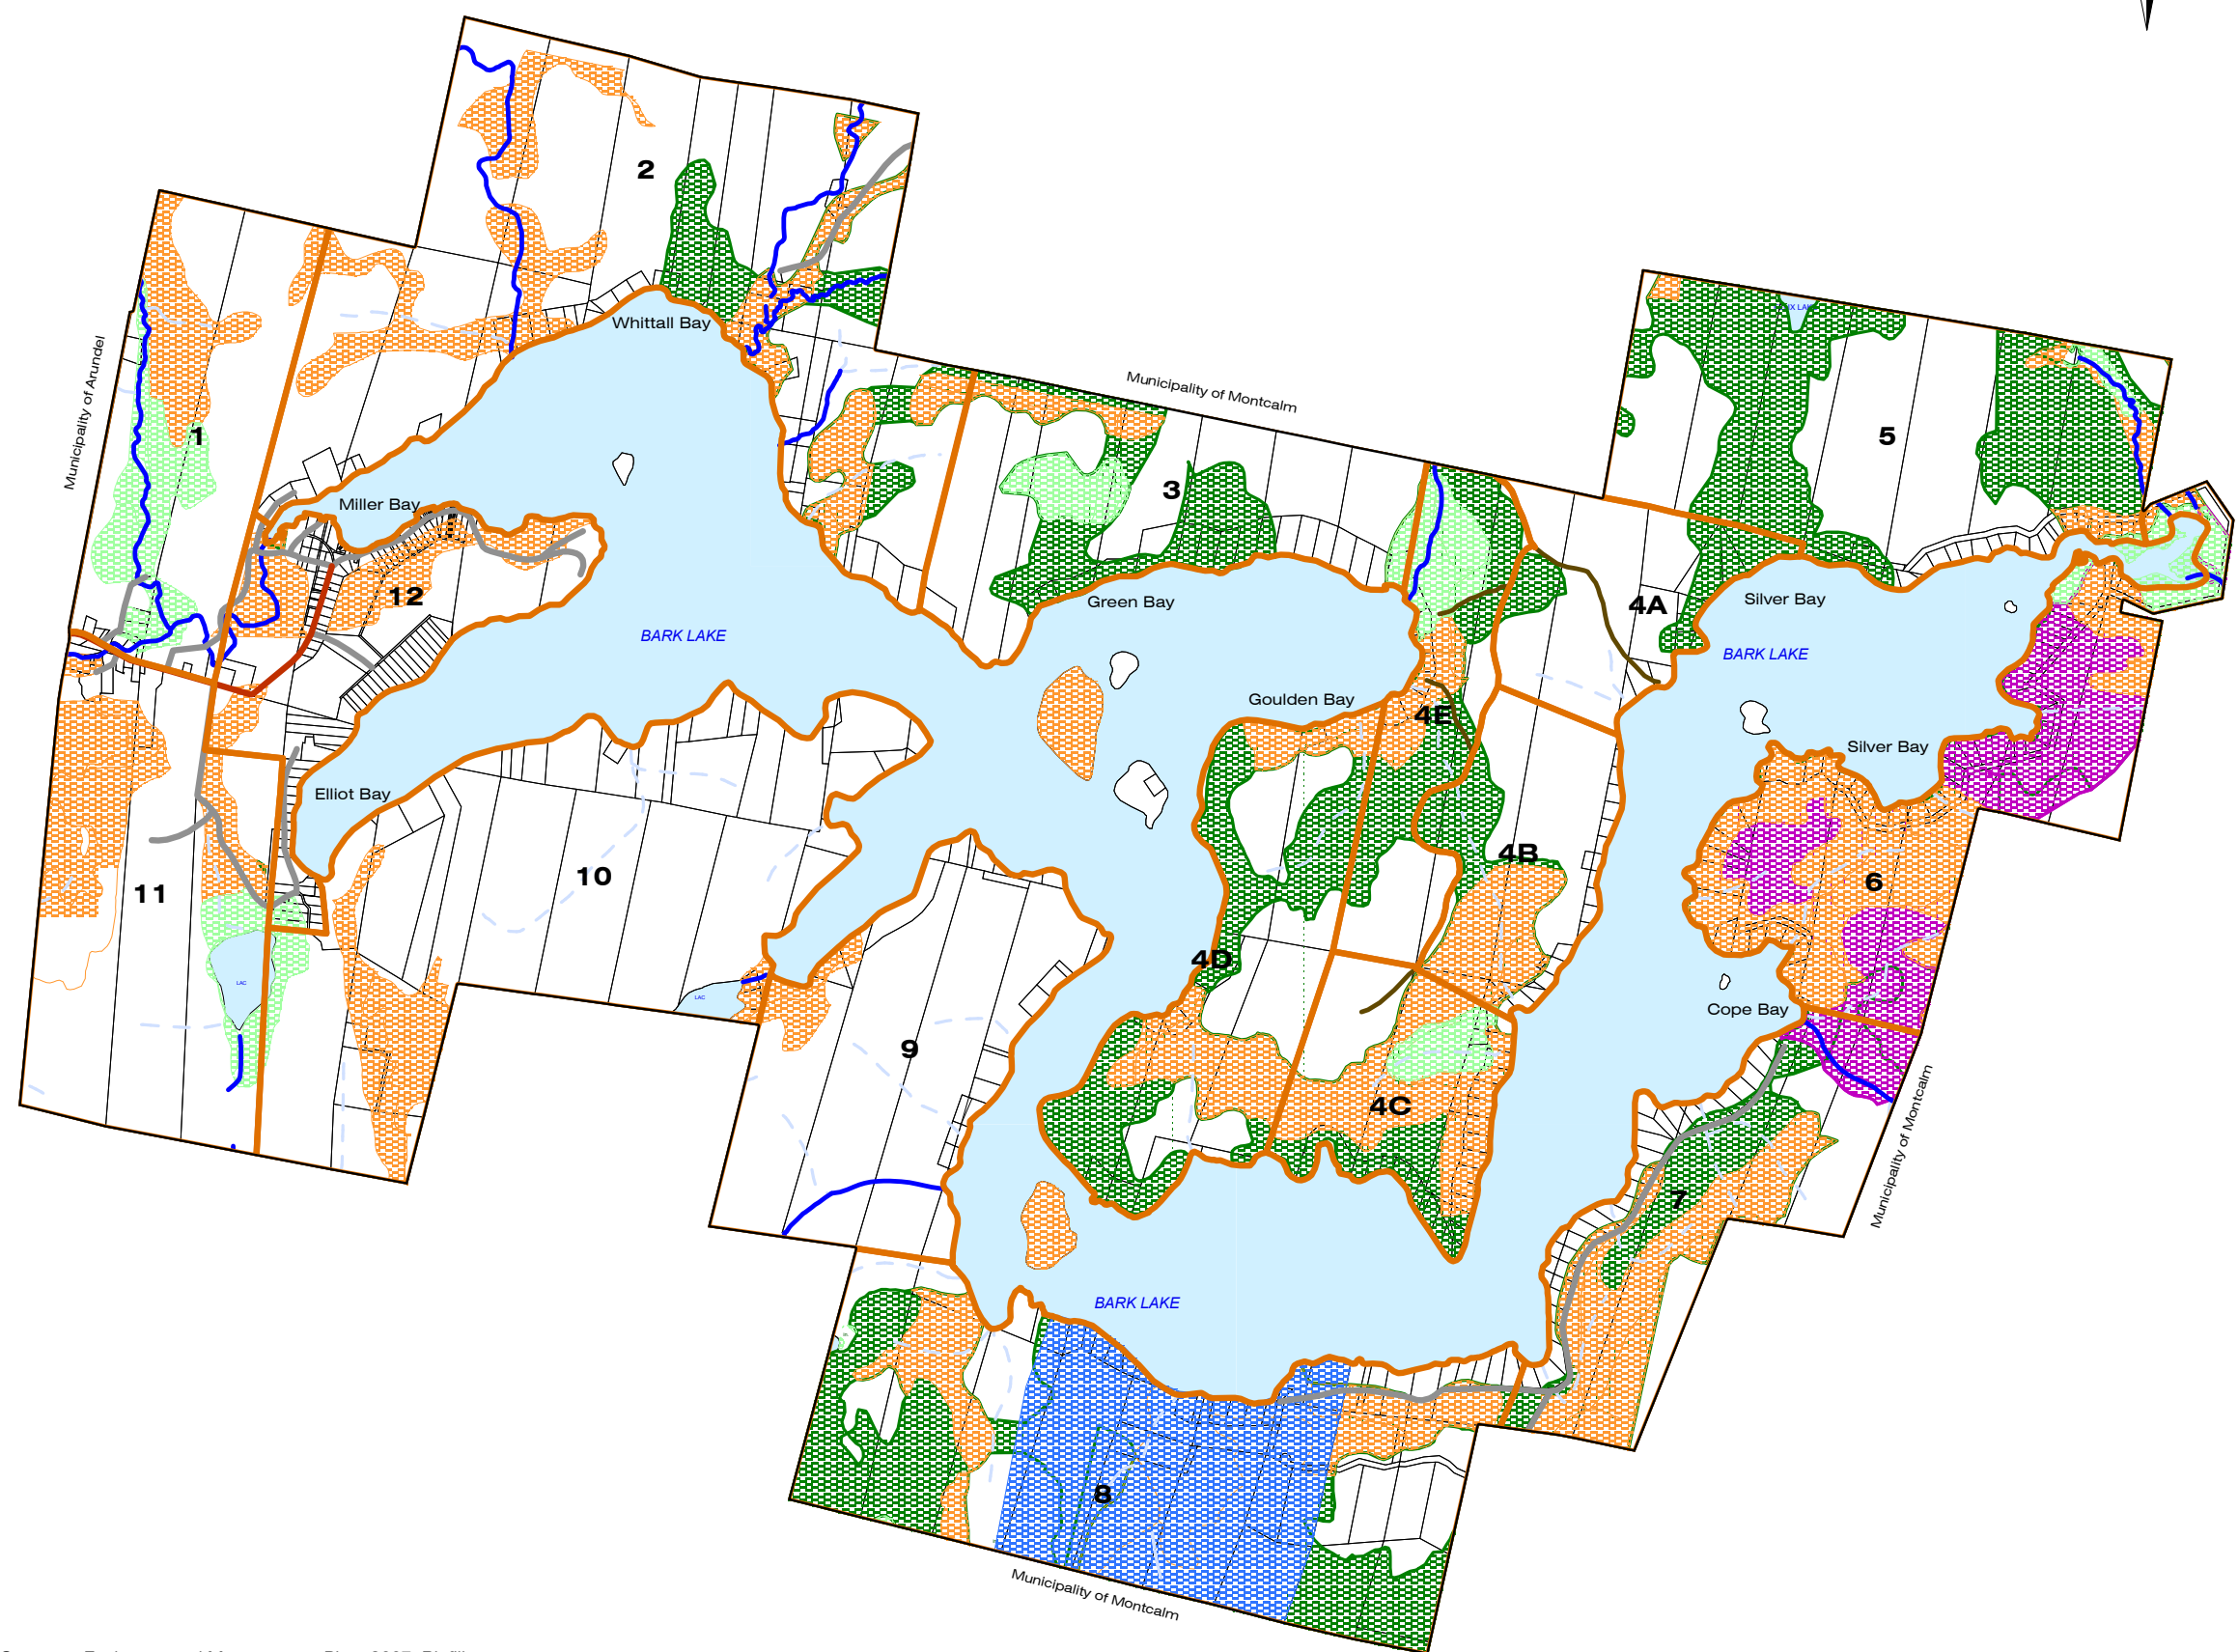 2
Whittall Bay
Municipality of Arundel
Municipality of Montcalm
1
5
Miller Bay
3
12
Green Bay
4A
Silver Bay
BARK LAKE
BARK LAKE
Goulden Bay
4E
Silver Bay
Elliot Bay
4B
10
6
11
4D
LAC
LAC
Cope Bay
9
4C
Municipality of Montcalm
7
BARK LAKE
8
Municipality of Montcalm